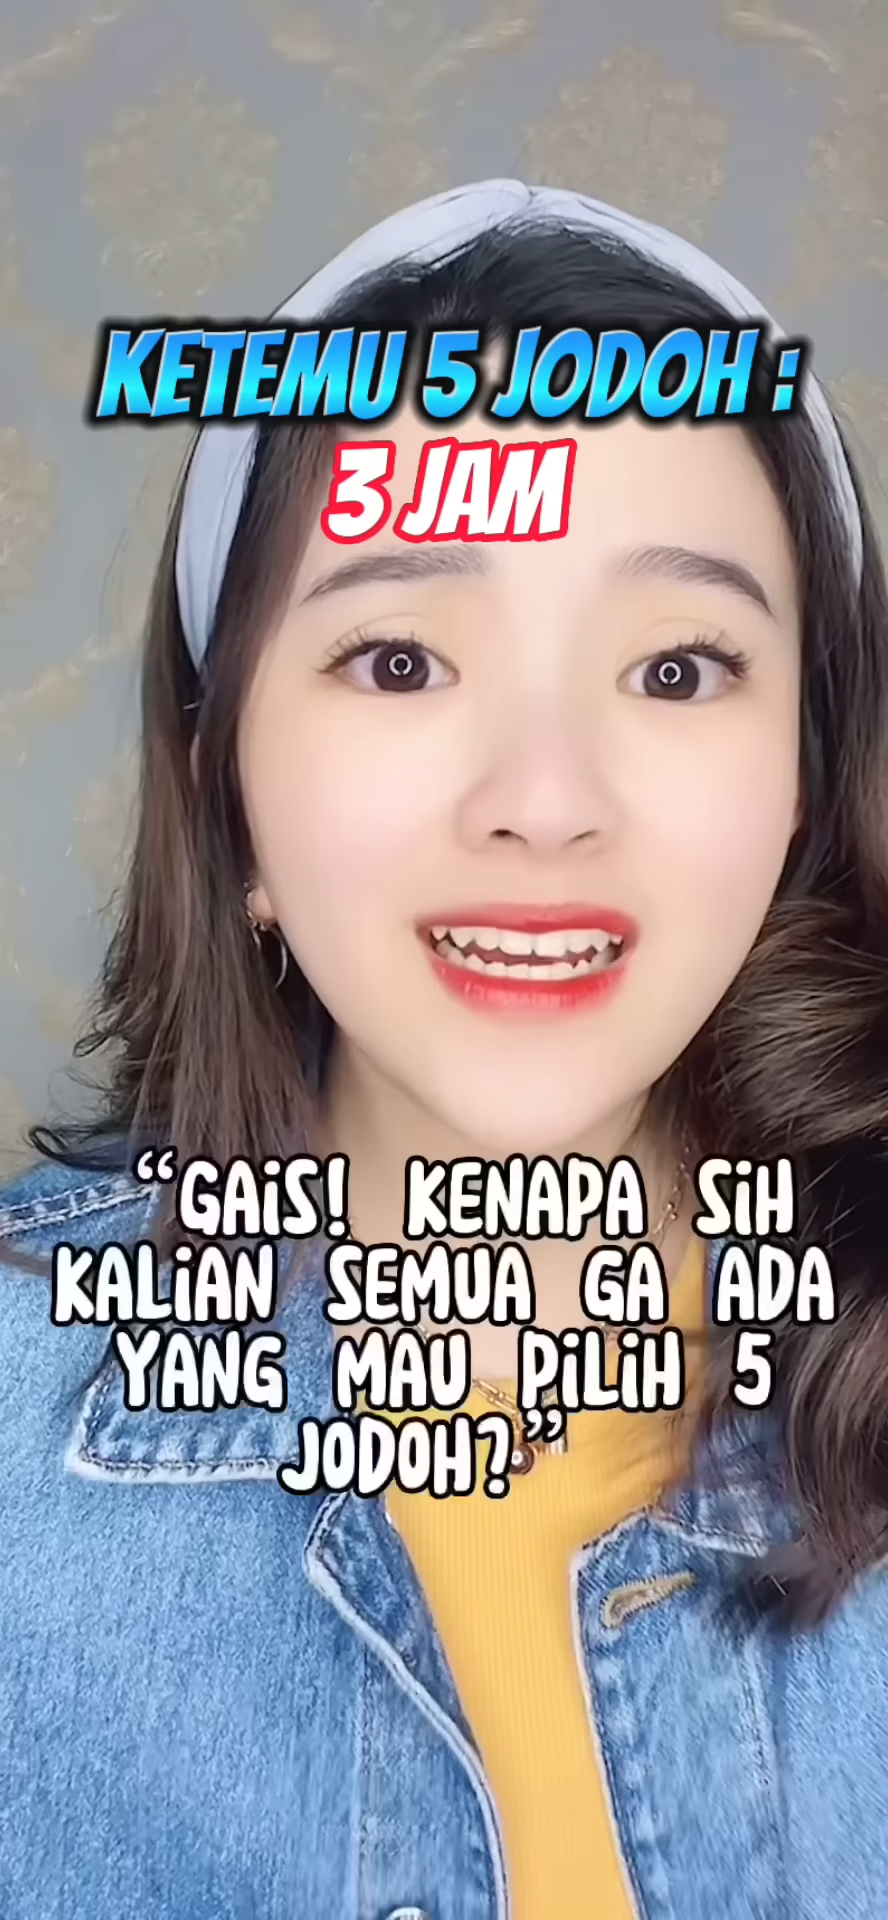 KETEMU 5 JODOH :
3 JAM
“GAiS! KENAPA SiH
KALiAN SEMUA GA ADA
YANG MAU PiLiH 5
JODOH?”